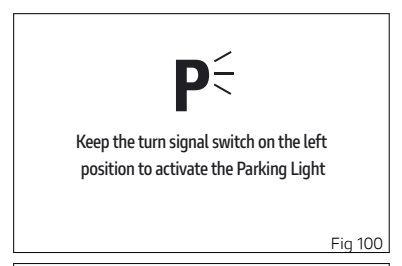 P
Keep the turn signal switch on the left
position to activate the Parking Light
Fig 100